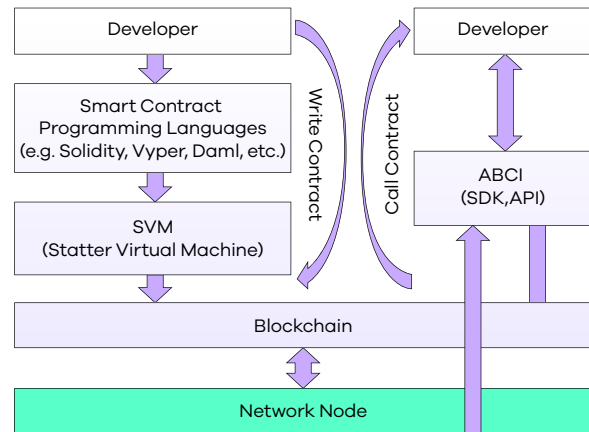 Developer
Developer
Smart Contract
Programming Languages
(e.g. Solidity, Vyper, Daml, etc.)
Write Contract
Call Contract
ABCI
(SDK,API)
SVM
(Statter Virtual Machine)
Blockchain
Network Node